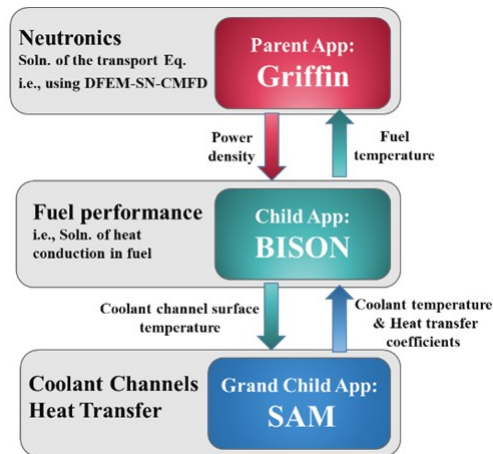 Neutronics
Soln. of the transport Eq.
i.e., using DFEM-SN-CMFD
Parent App:
Griffin
Power
density
Fuel
temperature
Fuel performance
i.e., Soln. of heat
conduction in fuel
Child App:
BISON
Coolant channel surface
temperature
Coolant temperature
& Heat transfer
coefficients
Coolant Channels
Heat Transfer
Grand Child App:
SAM